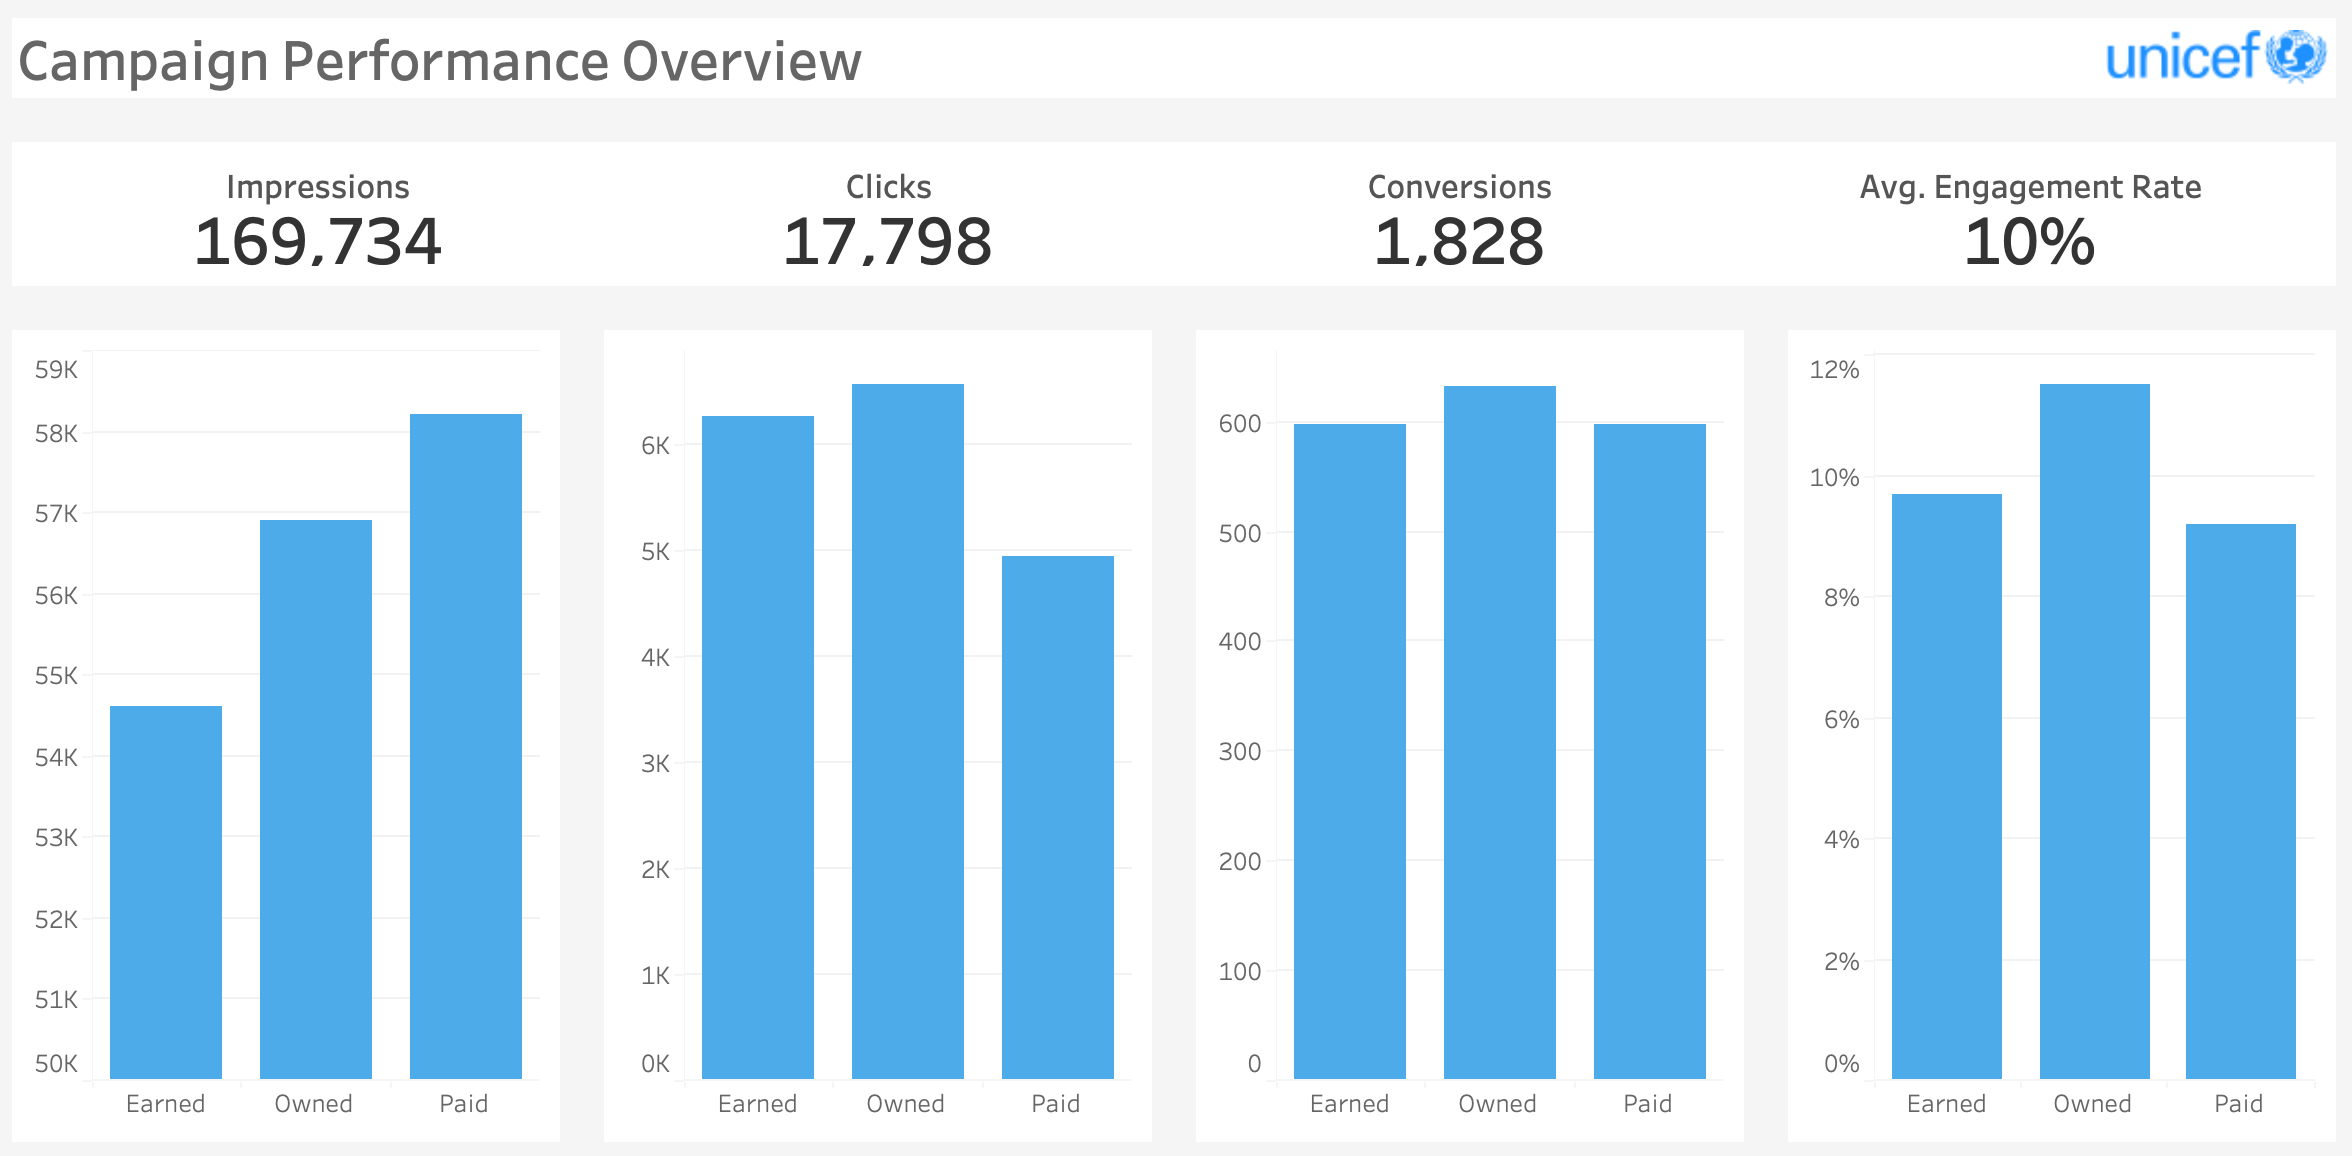 Campaign Performance Overview
unicef
Impressions
169,734
Clicks
17,798
Conversions
1,828
Avg. Engagement Rate
10%
59K
58K
57K
56K
55K
54K
53K
52K
51K
50K
Earned Owned Paid
6K
5K
4K
3K
2K
1K
0K
Earned Owned Paid
600
500
400
300
200
100
0
Earned Owned Paid
12%
10%
8%
6%
4%
2%
0%
Earned Owned Paid